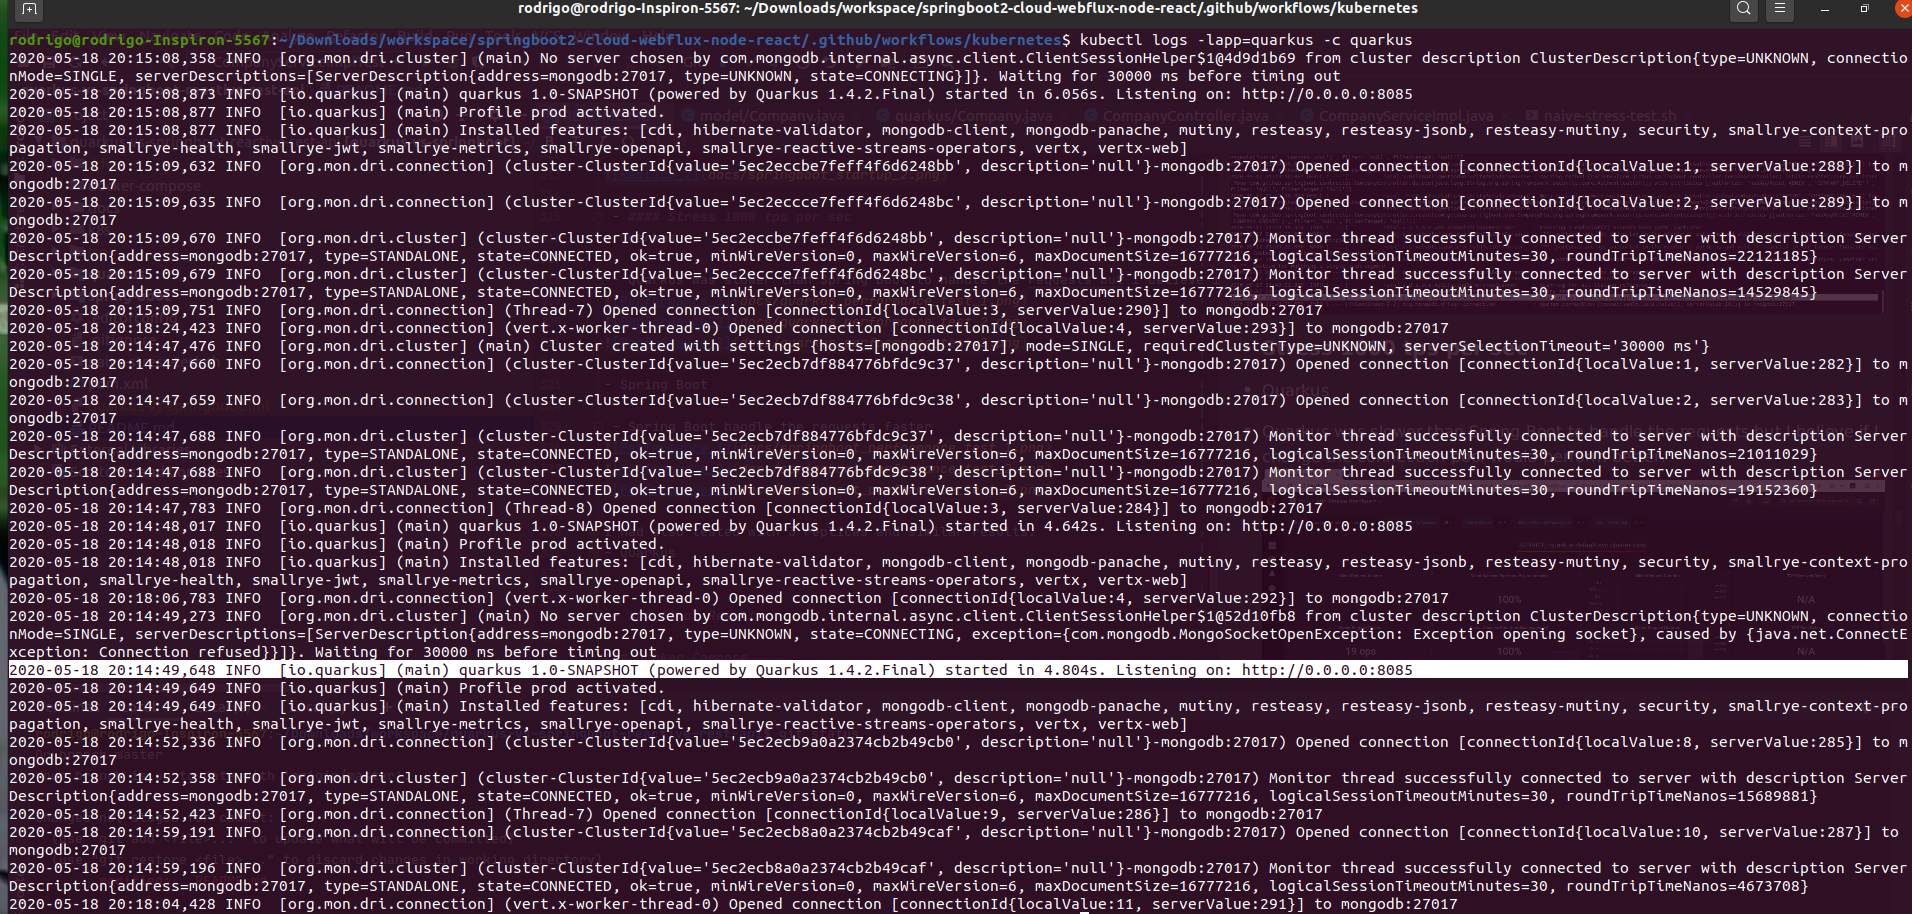 rodrigo@rodrigo-Inspiron-5567: ~/Downloads/workspace/springboot2-cloud-webflux-node-react/.github/workflows/kubernetes
rodrigo@rodrigo-Inspiron-5567:~/Downloads/workspace/springboot2-cloud-webflux-node-react/.github/workflows/kubernetes$ kubectl logs -lapp=quarkus -c quarkus
2020-05-18 20:15:08,358 INFO  [org.mon.dri.cluster] (main) No server chosen by com.mongodb.internal.async.client.ClientSessionHelper$1@4d9d1b69 from cluster description ClusterDescription{type=UNKNOWN, connectio
nMode=SINGLE, serverDescriptions=[ServerDescription{address=mongodb:27017, type=UNKNOWN, state=CONNECTING}]}. Waiting for 30000 ms before timing out
2020-05-18 20:15:08,873 INFO  [io.quarkus] (main) quarkus 1.0-SNAPSHOT (powered by Quarkus 1.4.2.Final) started in 6.056s. Listening on: http://0.0.0.0:8085
2020-05-18 20:15:08,877 INFO  [io.quarkus] (main) Profile prod activated.
2020-05-18 20:15:08,877 INFO  [io.quarkus] (main) Installed features: [cdi, hibernate-validator, mongodb-client, mongodb-panache, mutiny, resteasy, resteasy-jsonb, resteasy-mutiny, security, smallrye-context-pro
pagation, smallrye-health, smallrye-jwt, smallrye-metrics, smallrye-openapi, smallrye-reactive-streams-operators, vertx, vertx-web]
2020-05-18 20:15:09,632 INFO  [org.mon.dri.connection] (cluster-ClusterId{value='5ec2eccbe7feff4f6d6248bb', description='null'}-mongodb:27017) Opened connection [connectionId{localValue:1, serverValue:288}] to m
ongodb:27017
2020-05-18 20:15:09,635 INFO  [org.mon.dri.connection] (cluster-ClusterId{value='5ec2eccce7feff4f6d6248bc', description='null'}-mongodb:27017) Opened connection [connectionId{localValue:2, serverValue:289}] to m
ongodb:27017
2020-05-18 20:15:09,670 INFO  [org.mon.dri.cluster] (cluster-ClusterId{value='5ec2eccbe7feff4f6d6248bb', description='null'}-mongodb:27017) Monitor thread successfully connected to server with description Server
Description{address=mongodb:27017, type=STANDALONE, state=CONNECTED, ok=true, minWireVersion=0, maxWireVersion=6, maxDocumentSize=16777216, logicalSessionTimeoutMinutes=30, roundTripTimeNanos=22121185}
2020-05-18 20:15:09,679 INFO  [org.mon.dri.cluster] (cluster-ClusterId{value='5ec2eccce7feff4f6d6248bc', description='null'}-mongodb:27017) Monitor thread successfully connected to server with description Server
Description{address=mongodb:27017, type=STANDALONE, state=CONNECTED, ok=true, minWireVersion=0, maxWireVersion=6, maxDocumentSize=16777216, logicalSessionTimeoutMinutes=30, roundTripTimeNanos=14529845}
2020-05-18 20:15:09,751 INFO  [org.mon.dri.connection] (Thread-7) Opened connection [connectionId{localValue:3, serverValue:290}] to mongodb:27017
2020-05-18 20:18:24,423 INFO  [org.mon.dri.connection] (vert.x-worker-thread-0) Opened connection [connectionId{localValue:4, serverValue:293}] to mongodb:27017
2020-05-18 20:14:47,476 INFO  [org.mon.dri.cluster] (main) Cluster created with settings {hosts=[mongodb:27017], mode=SINGLE, requiredClusterType=UNKNOWN, serverSelectionTimeout='30000 ms'}
2020-05-18 20:14:47,660 INFO  [org.mon.dri.connection] (cluster-ClusterId{value='5ec2ecb7df884776bfdc9c37', description='null'}-mongodb:27017) Opened connection [connectionId{localValue:1, serverValue:282}] to m
ongodb:27017
2020-05-18 20:14:47,659 INFO  [org.mon.dri.connection] (cluster-ClusterId{value='5ec2ecb7df884776bfdc9c38', description='null'}-mongodb:27017) Opened connection [connectionId{localValue:2, serverValue:283}] to m
ongodb:27017
2020-05-18 20:14:47,688 INFO  [org.mon.dri.cluster] (cluster-ClusterId{value='5ec2ecb7df884776bfdc9c37', description='null'}-mongodb:27017) Monitor thread successfully connected to server with description Server
Description{address=mongodb:27017, type=STANDALONE, state=CONNECTED, ok=true, minWireVersion=0, maxWireVersion=6, maxDocumentSize=16777216, logicalSessionTimeoutMinutes=30, roundTripTimeNanos=21011029}
2020-05-18 20:14:47,688 INFO  [org.mon.dri.cluster] (cluster-ClusterId{value='5ec2ecb7df884776bfdc9c38', description='null'}-mongodb:27017) Monitor thread successfully connected to server with description Server
Description{address=mongodb:27017, type=STANDALONE, state=CONNECTED, ok=true, minWireVersion=0, maxWireVersion=6, maxDocumentSize=16777216, logicalSessionTimeoutMinutes=30, roundTripTimeNanos=19152360}
2020-05-18 20:14:47,783 INFO  [org.mon.dri.connection] (Thread-8) Opened connection [connectionId{localValue:3, serverValue:284}] to mongodb:27017
2020-05-18 20:14:48,017 INFO  [io.quarkus] (main) quarkus 1.0-SNAPSHOT (powered by Quarkus 1.4.2.Final) started in 4.642s. Listening on: http://0.0.0.0:8085
2020-05-18 20:14:48,018 INFO  [io.quarkus] (main) Profile prod activated.
2020-05-18 20:14:48,018 INFO  [io.quarkus] (main) Installed features: [cdi, hibernate-validator, mongodb-client, mongodb-panache, mutiny, resteasy, resteasy-jsonb, resteasy-mutiny, security, smallrye-context-pro
pagation, smallrye-health, smallrye-jwt, smallrye-metrics, smallrye-openapi, smallrye-reactive-streams-operators, vertx, vertx-web]
2020-05-18 20:18:06,783 INFO  [org.mon.dri.connection] (vert.x-worker-thread-0) Opened connection [connectionId{localValue:4, serverValue:292}] to mongodb:27017
2020-05-18 20:14:49,273 INFO  [org.mon.dri.cluster] (main) No server chosen by com.mongodb.internal.async.client.ClientSessionHelper$1@52d10fb8 from cluster description ClusterDescription{type=UNKNOWN, connectio
nMode=SINGLE, serverDescriptions=[ServerDescription{address=mongodb:27017, type=UNKNOWN, state=CONNECTING, exception={com.mongodb.MongoSocketOpenException: Exception opening socket}, caused by {java.net.ConnectE
xception: Connection refused}}]}. Waiting for 30000 ms before timing out
2020-05-18 20:14:49,648 INFO  [io.quarkus] (main) quarkus 1.0-SNAPSHOT (powered by Quarkus 1.4.2.Final) started in 4.804s. Listening on: http://0.0.0.0:8085
2020-05-18 20:14:49,649 INFO  [io.quarkus] (main) Profile prod activated.
2020-05-18 20:14:49,649 INFO  [io.quarkus] (main) Installed features: [cdi, hibernate-validator, mongodb-client, mongodb-panache, mutiny, resteasy, resteasy-jsonb, resteasy-mutiny, security, smallrye-context-pro
pagation, smallrye-health, smallrye-jwt, smallrye-metrics, smallrye-openapi, smallrye-reactive-streams-operators, vertx, vertx-web]
2020-05-18 20:14:52,336 INFO  [org.mon.dri.connection] (cluster-ClusterId{value='5ec2ecb9a0a2374cb2b49cb0', description='null'}-mongodb:27017) Opened connection [connectionId{localValue:8, serverValue:285}] to m
ongodb:27017
2020-05-18 20:14:52,358 INFO  [org.mon.dri.cluster] (cluster-ClusterId{value='5ec2ecb9a0a2374cb2b49cb0', description='null'}-mongodb:27017) Monitor thread successfully connected to server with description Server
Description{address=mongodb:27017, type=STANDALONE, state=CONNECTED, ok=true, minWireVersion=0, maxWireVersion=6, maxDocumentSize=16777216, logicalSessionTimeoutMinutes=30, roundTripTimeNanos=15689881}
2020-05-18 20:14:52,423 INFO  [org.mon.dri.connection] (Thread-7) Opened connection [connectionId{localValue:9, serverValue:286}] to mongodb:27017
2020-05-18 20:14:59,191 INFO  [org.mon.dri.connection] (cluster-ClusterId{value='5ec2ecb8a0a2374cb2b49caf', description='null'}-mongodb:27017) Opened connection [connectionId{localValue:10, serverValue:287}] to
mongodb:27017
2020-05-18 20:14:59,196 INFO  [org.mon.dri.cluster] (cluster-ClusterId{value='5ec2ecb8a0a2374cb2b49caf', description='null'}-mongodb:27017) Monitor thread successfully connected to server with description Server
Description{address=mongodb:27017, type=STANDALONE, state=CONNECTED, ok=true, minWireVersion=0, maxWireVersion=6, maxDocumentSize=16777216, logicalSessionTimeoutMinutes=30, roundTripTimeNanos=4673708}
2020-05-18 20:18:04,428 INFO  [org.mon.dri.connection] (vert.x-worker-thread-0) Opened connection [connectionId{localValue:11, serverValue:291}] to mongodb:27017